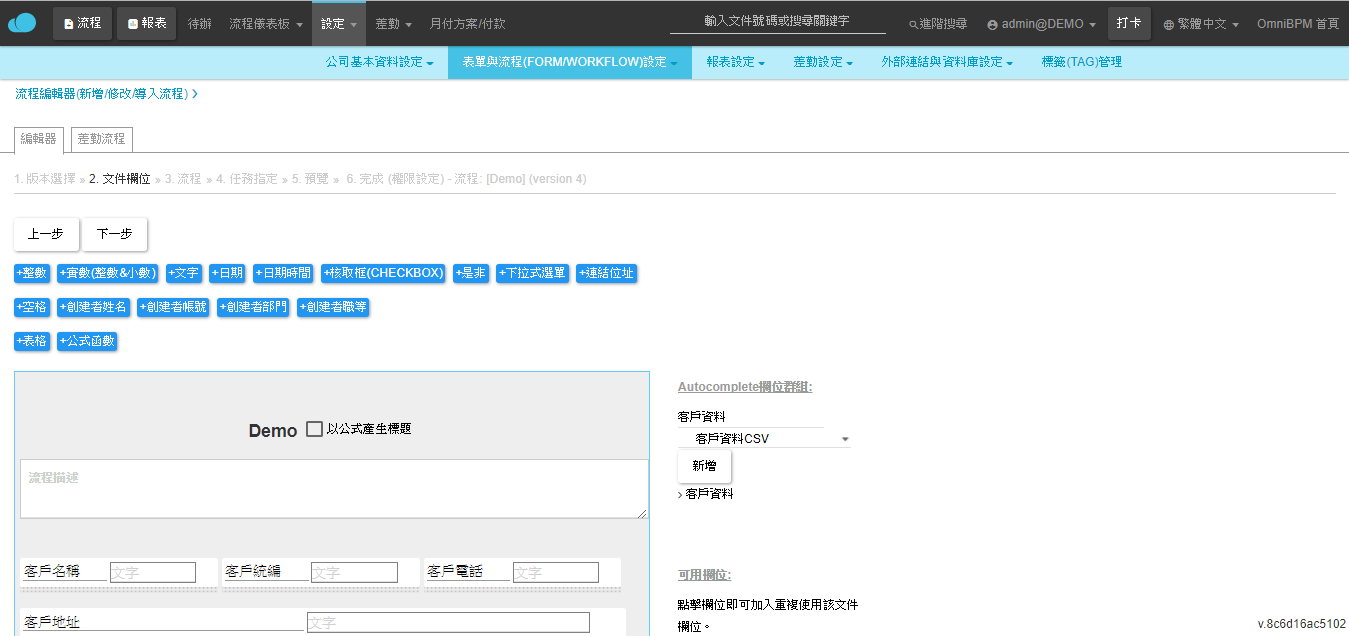 流程 報表 待辦 流程儀表板 設定 差勤 月付方案/付款 輸入文件號碼或搜尋關鍵字 進階搜尋 admin@DEMO 打卡 繁體中文 OmniBPM 首頁
公司基本資料設定 表單與流程(FORM/WORKFLOW)設定 報表設定 差勤設定 外部連結與資料庫設定 標籤(TAG)管理
流程編輯器(新增/修改/導入流程)
編輯器 差勤流程
1. 版本選擇 » 2. 文件欄位 » 3. 流程 » 4. 任務指定 » 5. 預覽 » 6. 完成 (權限設定) - 流程: [Demo] (version 4)
上一步 下一步
+整數 +實數(整數&小數) +文字 +日期 +日期時間 +核取框(CHECKBOX) +是非 +下拉式選單 +連結位址
+空格 +創建者姓名 +創建者帳號 +創建者部門 +創建者職等
+表格 +公式函數
Demo 以公式產生標題
流程描述
客戶名稱 文字 客戶統編 文字 客戶電話 文字
客戶地址 文字
Autocomplete欄位群組:
客戶資料
客戶資料CSV
新增
› 客戶資料
可用欄位:
點擊欄位即可加入重複使用該文件
欄位。
v.8c6d16ac5102